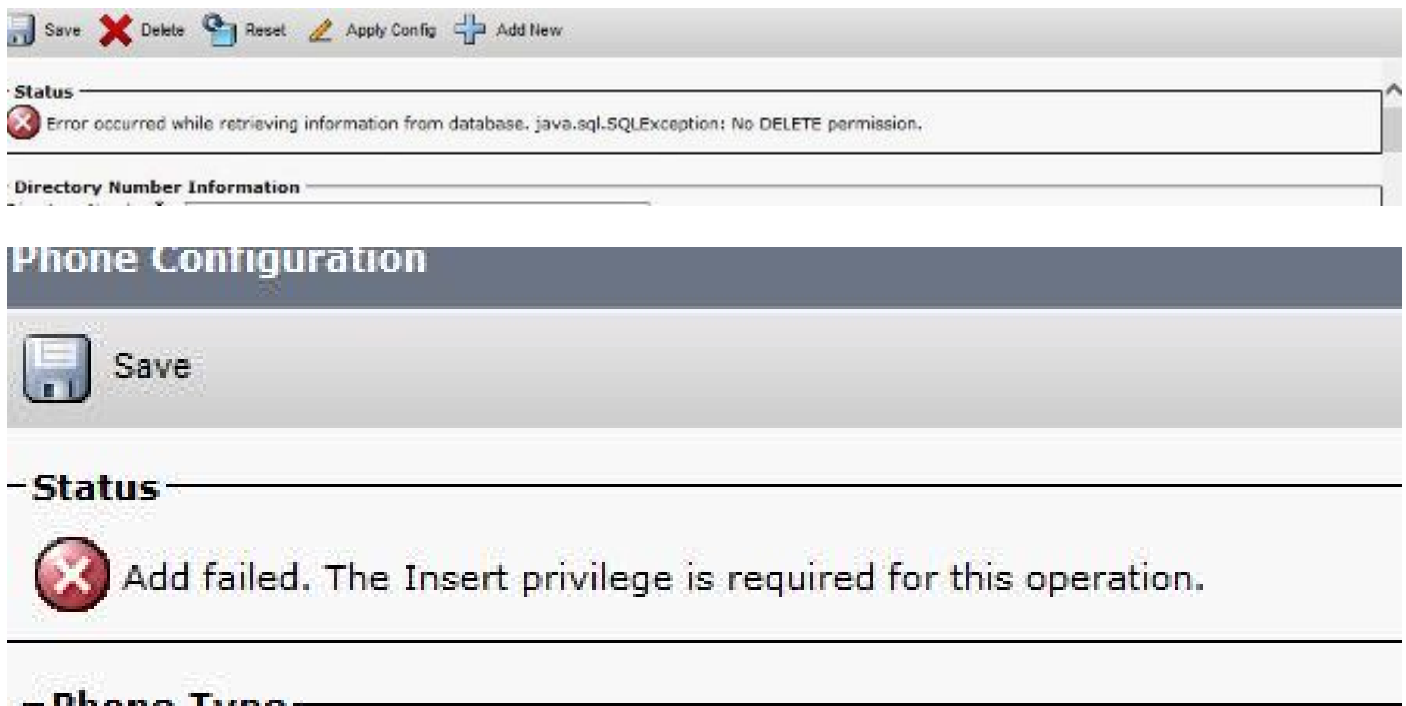 Save Delete Reset Apply Config Add New
Status
Error occurred while retrieving information from database. java.sql.SQLException: No DELETE permission.
Directory Number Information
Phone Configuration
Save
Status
Add failed. The Insert privilege is required for this operation.
Phone Type